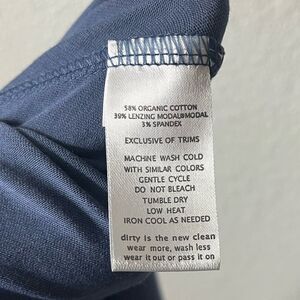 58% ORGANIC COTTON
39% LENZING MODAL®MODAL
3% SPANDEX
EXCLUSIVE OF TRIMS
MACHINE WASH COLD
WITH SIMILAR COLORS
GENTLE CYCLE
DO NOT BLEACH
TUMBLE DRY
LOW HEAT
IRON COOL AS NEEDED
dirty is the new clean
wear more, wash less
wear it out or pass it on